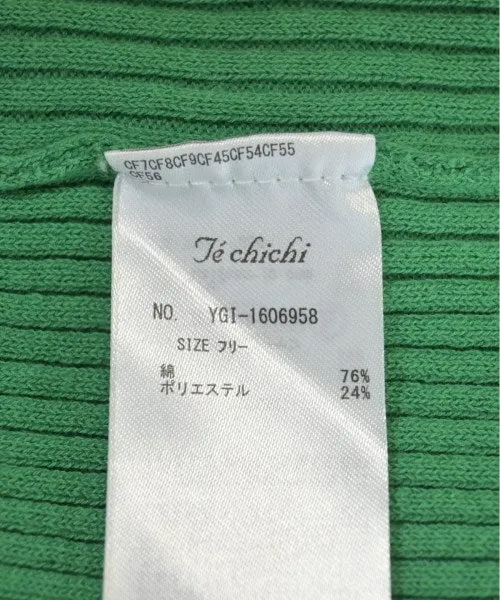 CF7CF8CF9CF45CF54CF55
CF56
Té chichi
NO. YGI-1606958
SIZE フリー
綿 76%
ポリエステル 24%